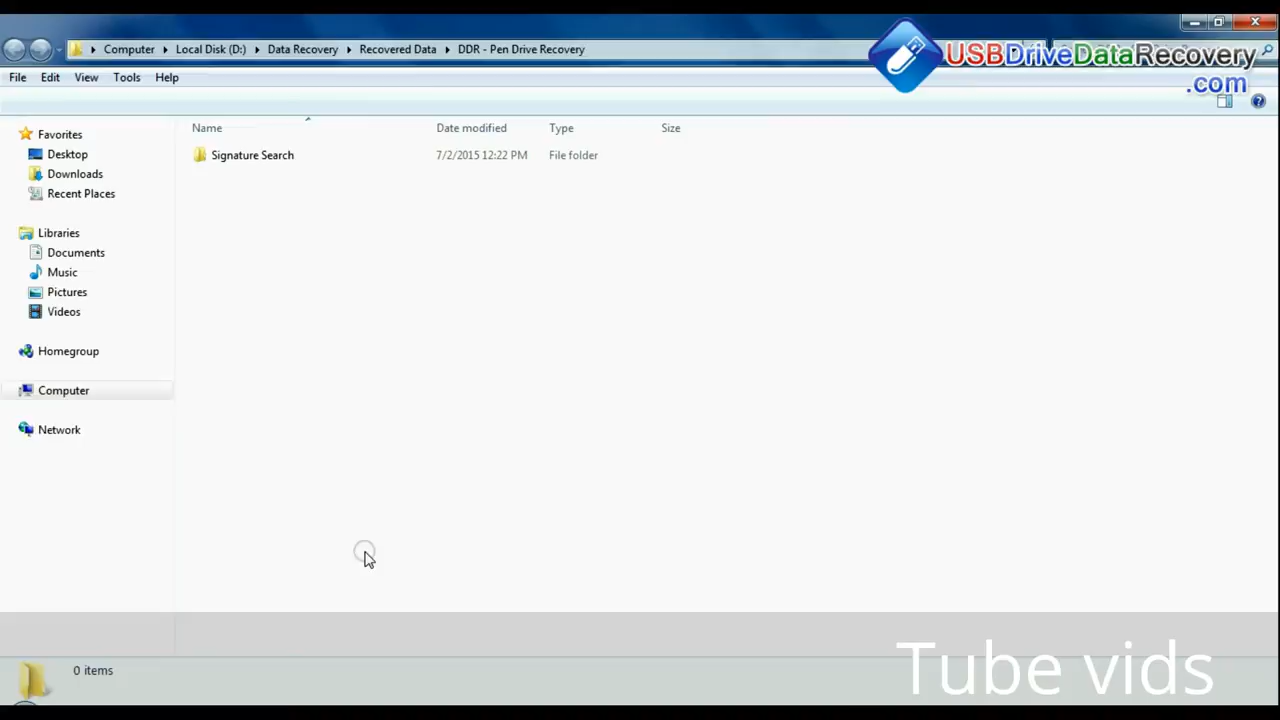 Computer Local Disk (D:) Data Recovery Recovered Data DDR - Pen Drive Recovery
USBDriveDataRecovery
.com
File Edit View Tools Help
Name Date modified Type Size
Signature Search 7/2/2015 12:22 PM File folder
Favorites
Desktop
Downloads
Recent Places
Libraries
Documents
Music
Pictures
Videos
Homegroup
Computer
Network
0 items
Tube vids